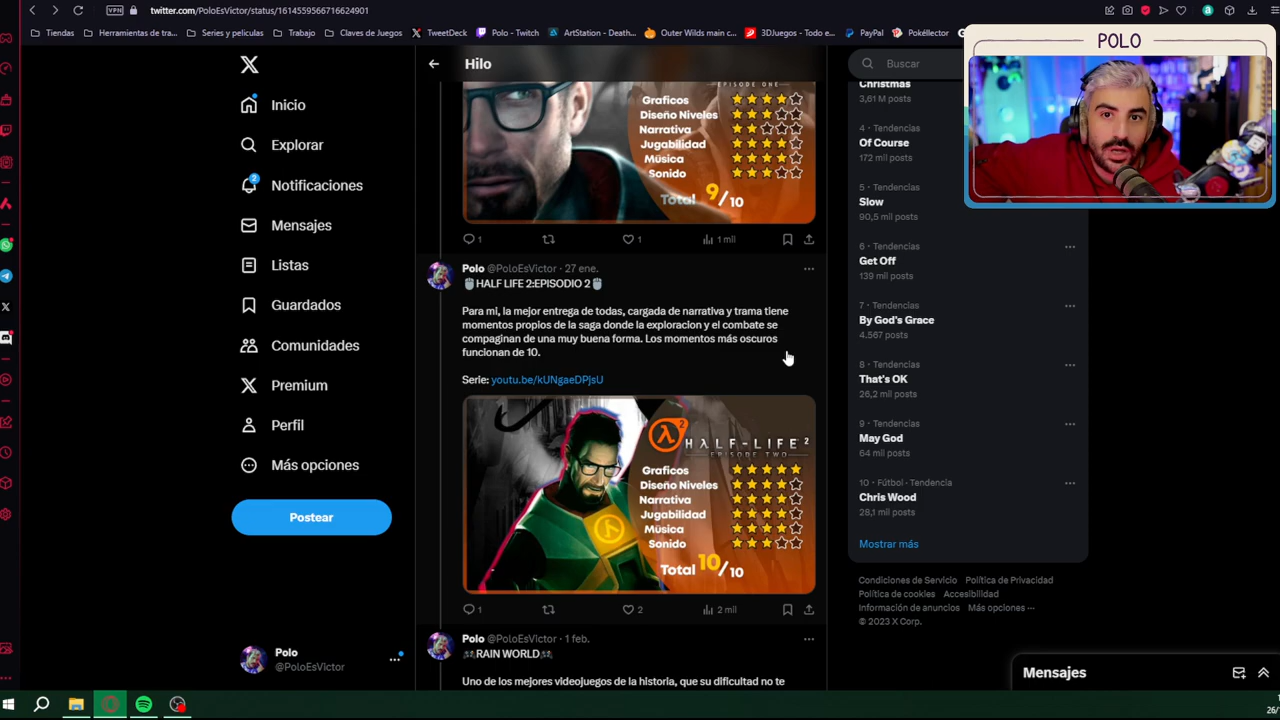 twitter.com/PoloEsVictor/status/1614559566716624901
Tiendas
Herramientas de tra...
Series y peliculas
Trabajo
Claves de Juegos
TweetDeck
Polo - Twitch
ArtStation - Death...
Outer Wilds main c...
3DJuegos - Todo e...
PayPal
Pokéllector
POLO
Inicio
Explorar
2
Notificaciones
Mensajes
Listas
Guardados
Comunidades
Premium
Perfil
Más opciones
Postear
Polo
@PoloEsVictor
Hilo
EPISODE ONE
Graficos
Diseño Niveles
Narrativa
Jugabilidad
Música
Sonido
Total 9/10
1
1
1 mil
Polo @PoloEsVictor · 27 ene.
HALF LIFE 2:EPISODIO 2
Para mi, la mejor entrega de todas, cargada de narrativa y trama tiene
momentos propios de la saga donde la exploracion y el combate se
compaginan de una muy buena forma. Los momentos más oscuros
funcionan de 10.
Serie: youtu.be/kUNgaeDPjsU
λ2
HALF-LIFE 2
EPISODE TWO
Graficos
Diseño Niveles
Narrativa
Jugabilidad
Música
Sonido
Total 10/10
1
2
2 mil
Polo @PoloEsVictor · 1 feb.
RAIN WORLD
Uno de los mejores videojuegos de la historia, que su dificultad no te
Buscar
Christmas
3,61 M posts
4 · Tendencias
Of Course
172 mil posts
5 · Tendencias
Slow
90,5 mil posts
6 · Tendencias
Get Off
139 mil posts
7 · Tendencias
By God's Grace
4.567 posts
8 · Tendencias
That's OK
26,2 mil posts
9 · Tendencias
May God
64 mil posts
10 · Fútbol · Tendencia
Chris Wood
28,1 mil posts
Mostrar más
Condiciones de Servicio Política de Privacidad
Política de cookies Accesibilidad
Información de anuncios Más opciones ···
© 2023 X Corp.
Mensajes